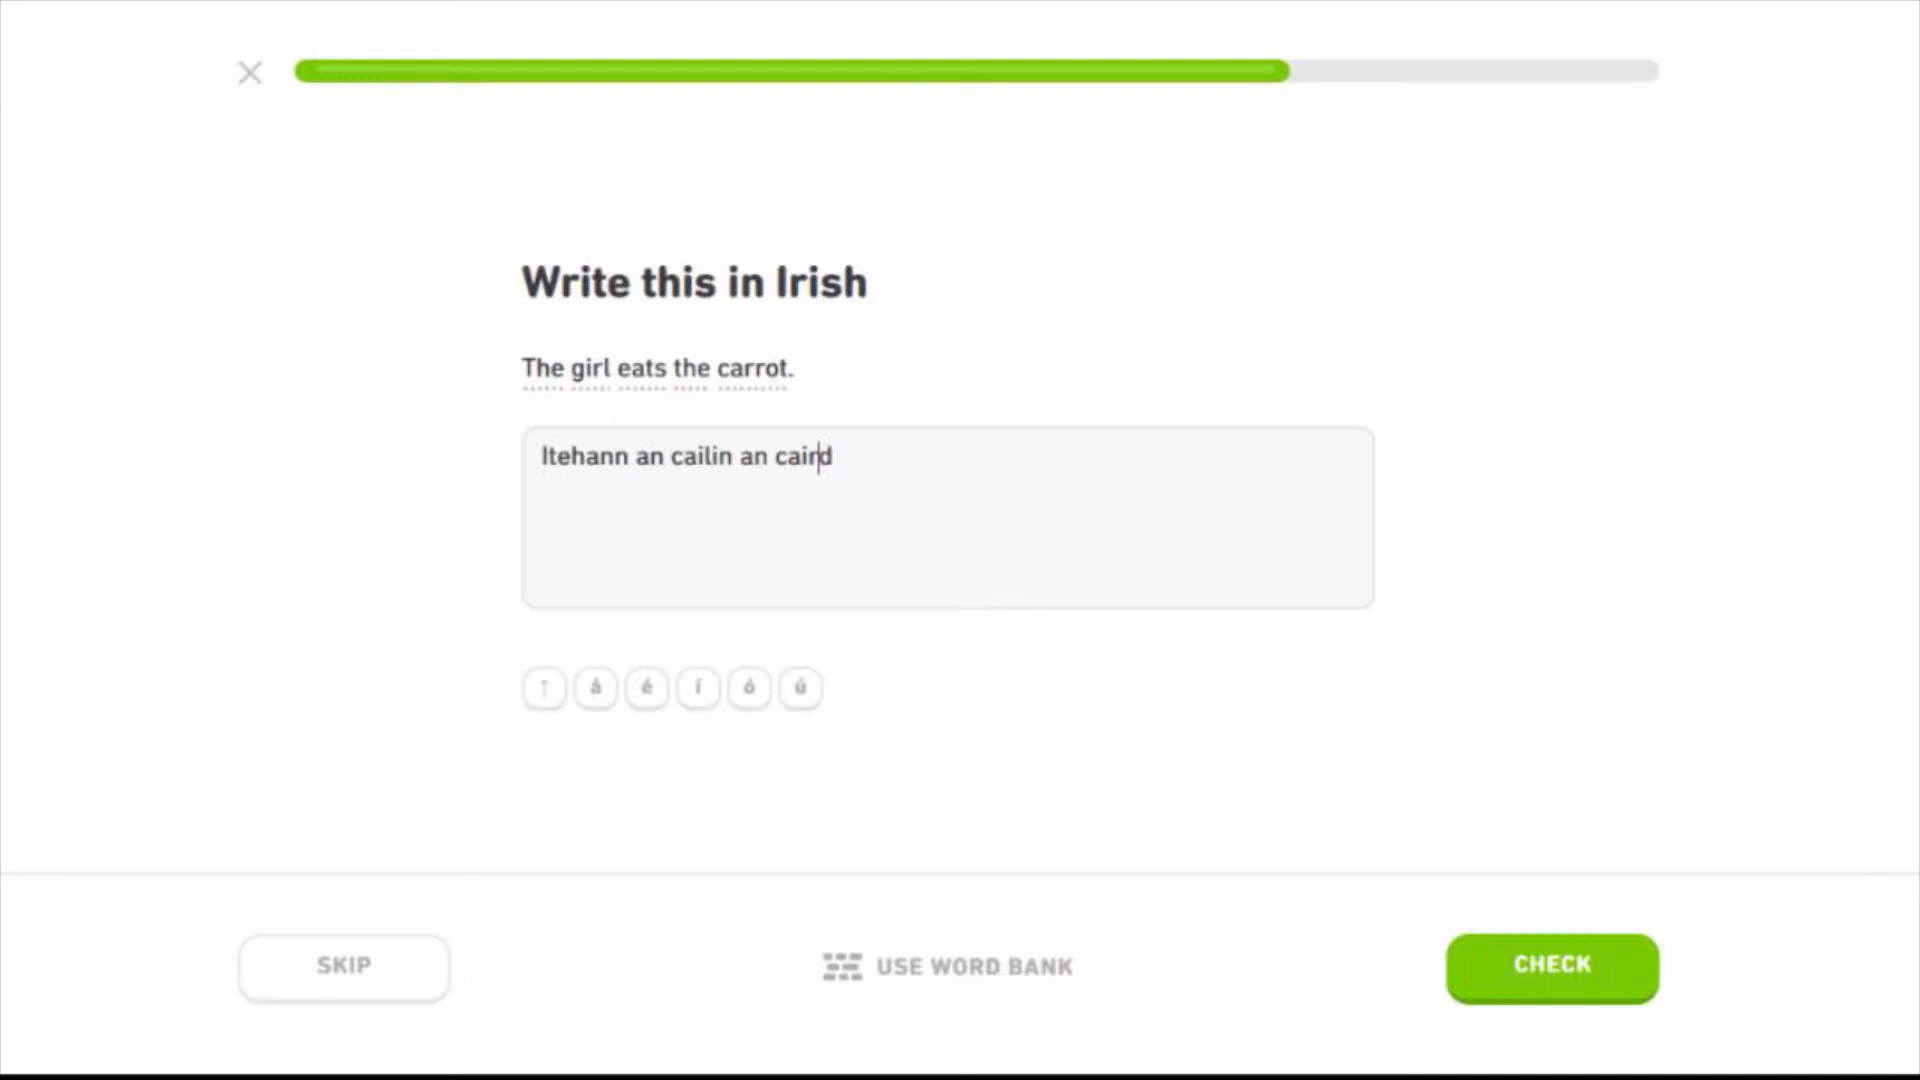 Write this in Irish
The girl eats the carrot.
Itehann an cailin an caird
↑ á é í ó ú
SKIP
USE WORD BANK
CHECK